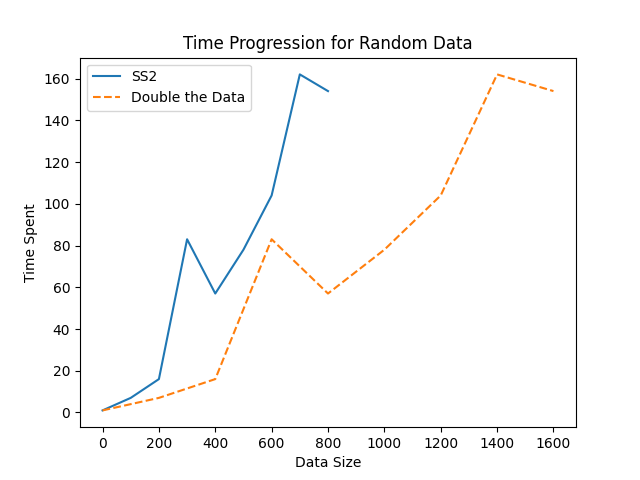 Time Progression for Random Data
SS2
Double the Data
Time Spent
160
140
120
100
80
60
40
20
0
0 200 400 600 800 1000 1200 1400 1600
Data Size